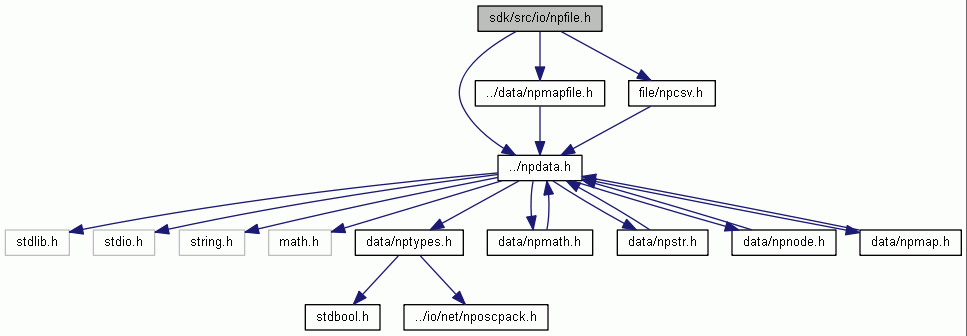 sdk/src/io/npfile.h
../data/npmapfile.h
file/npcsv.h
../npdata.h
stdlib.h
stdio.h
string.h
math.h
data/nptypes.h
data/npmath.h
data/npstr.h
data/npnode.h
data/npmap.h
stdbool.h
../io/net/nposcpack.h